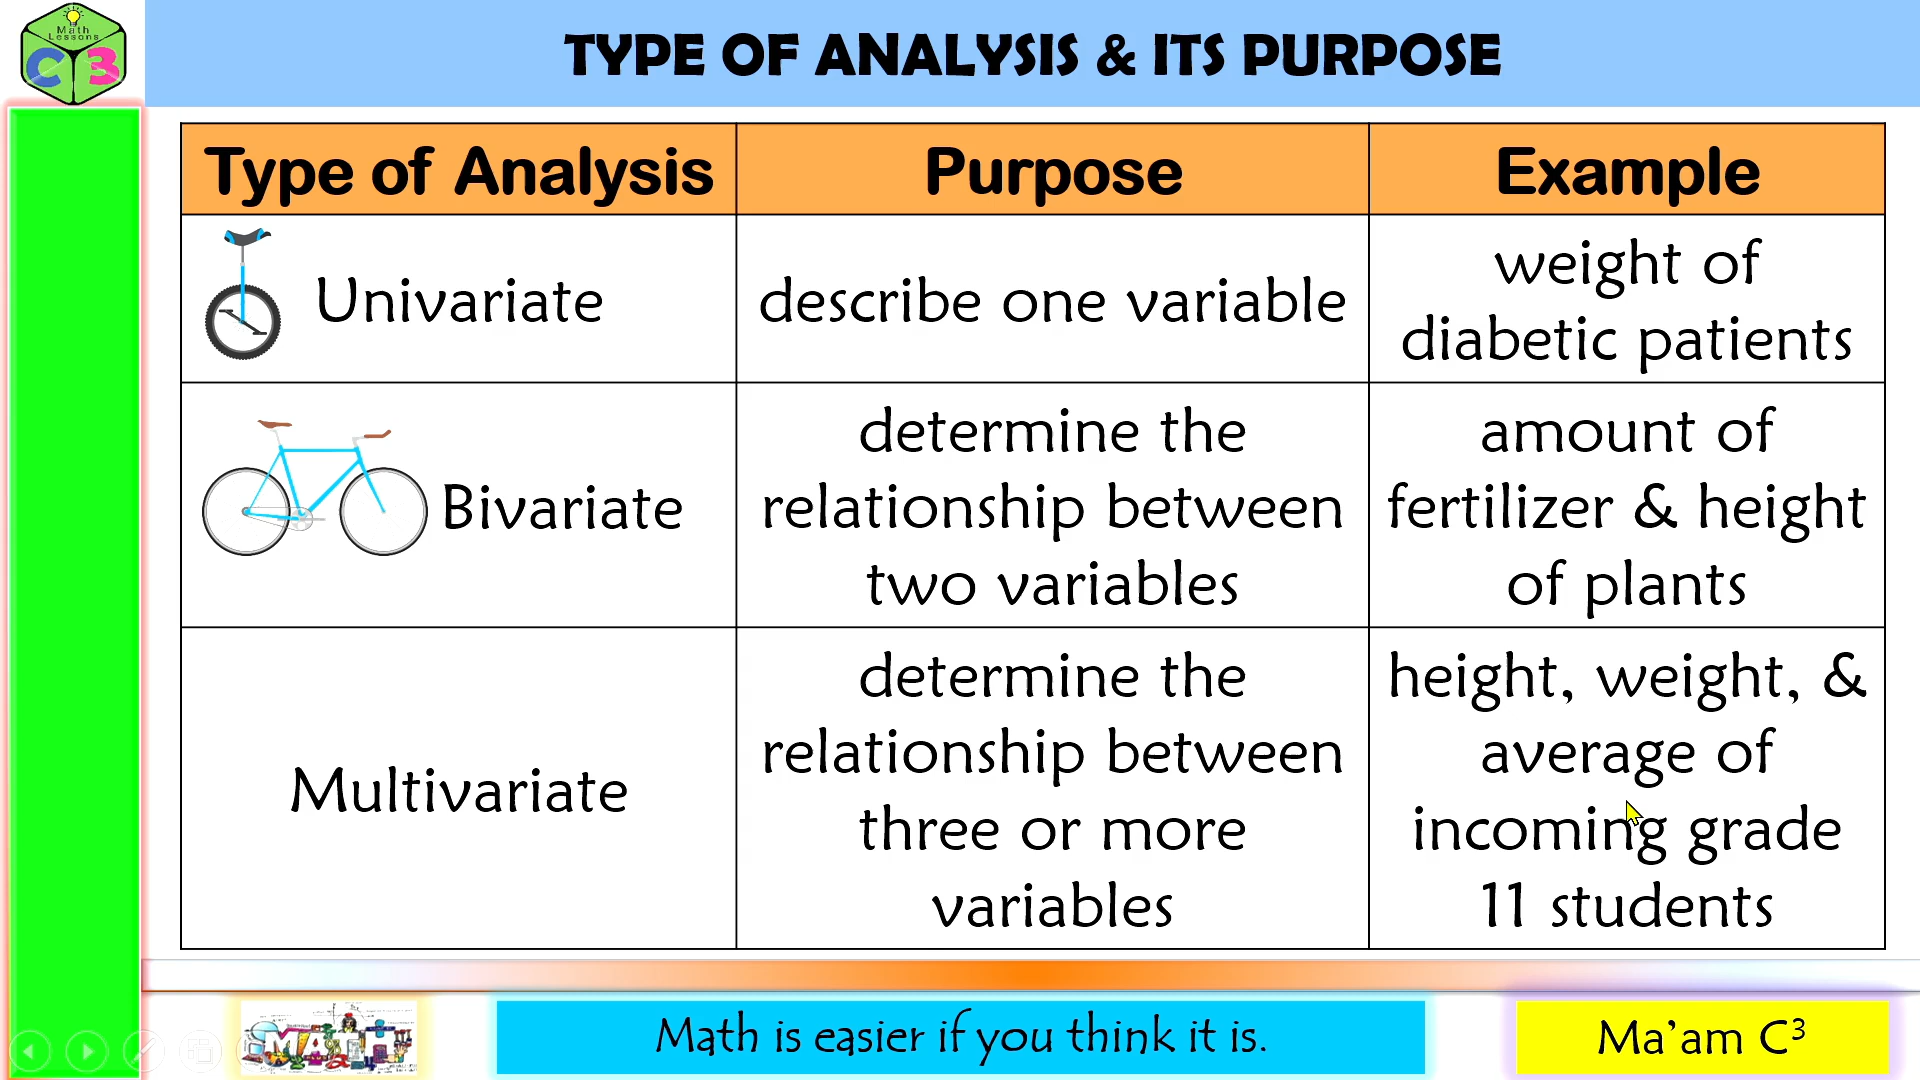 Math
Lessons
C3
TYPE OF ANALYSIS & ITS PURPOSE
Type of Analysis
Purpose
Example
Univariate
describe one variable
weight of
diabetic patients
Bivariate
determine the
relationship between
two variables
amount of
fertilizer & height
of plants
Multivariate
determine the
relationship between
three or more
variables
height, weight, &
average of
incoming grade
11 students
MATH
Math is easier if you think it is.
Ma’am C³